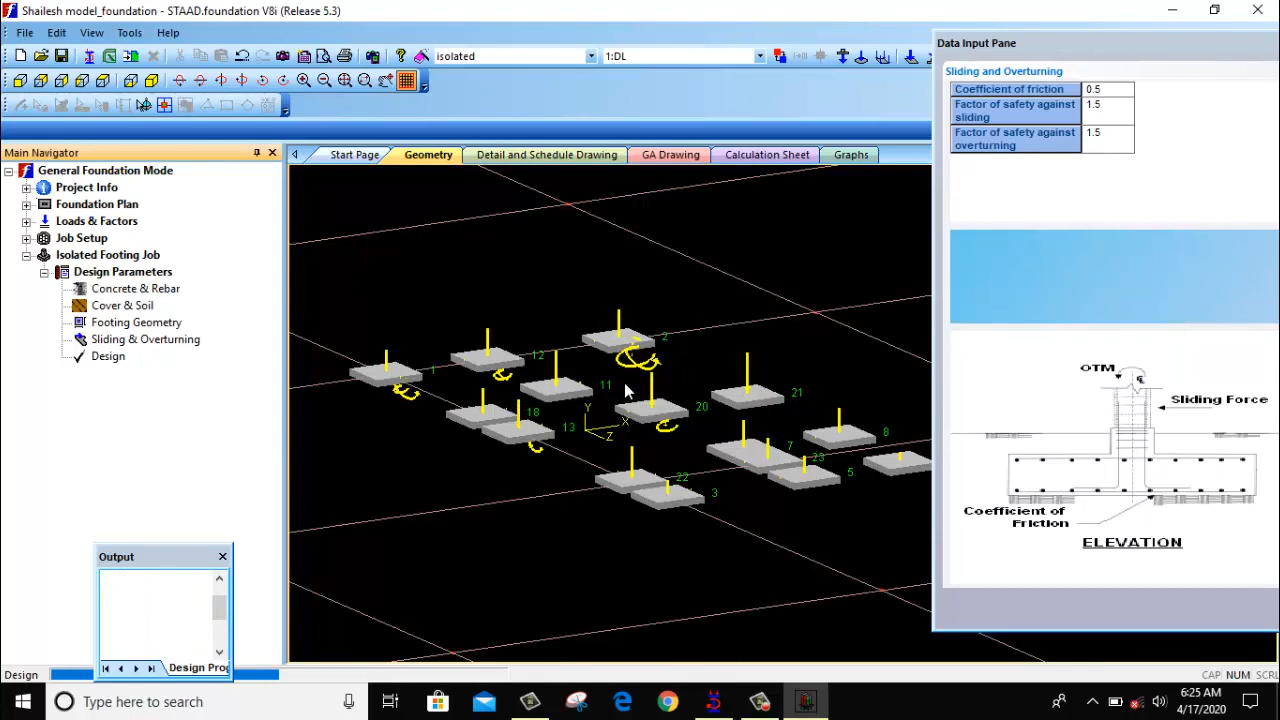 Shailesh model_foundation - STAAD.foundation V8i (Release 5.3)
File Edit View Tools Help
isolated
1:DL
Main Navigator
General Foundation Mode
Project Info
Foundation Plan
Loads & Factors
Job Setup
Isolated Footing Job
Design Parameters
Concrete & Rebar
Cover & Soil
Footing Geometry
Sliding & Overturning
Design
Start Page Geometry Detail and Schedule Drawing GA Drawing Calculation Sheet Graphs
2
12
1
11
21
18
20
13
8
7
23
5
22
3
Y
X
Z
Data Input Pane
Sliding and Overturning
Coefficient of friction 0.5
Factor of safety against sliding 1.5
Factor of safety against overturning 1.5
OTM
Sliding Force
Coefficient of
Friction
ELEVATION
Output
Design Prog
Design
CAP NUM SCRL
Type here to search
6:25 AM
4/17/2020